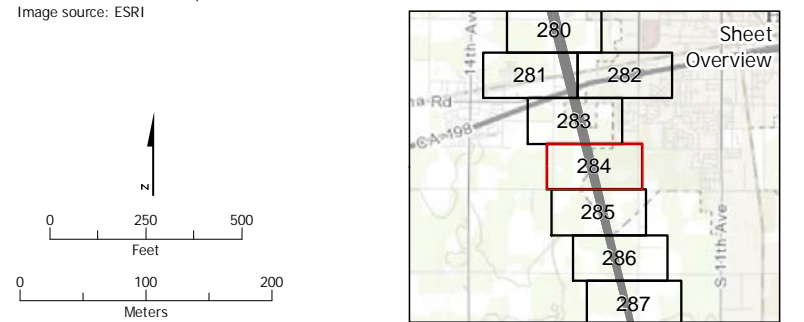 Image source: ESRI
N
0 250 500
Feet
0 100 200
Meters
Sheet
Overview
14th-Av
280
281
282
na-Rd
CA-198
283
284
285
S-11th-Ave
286
287